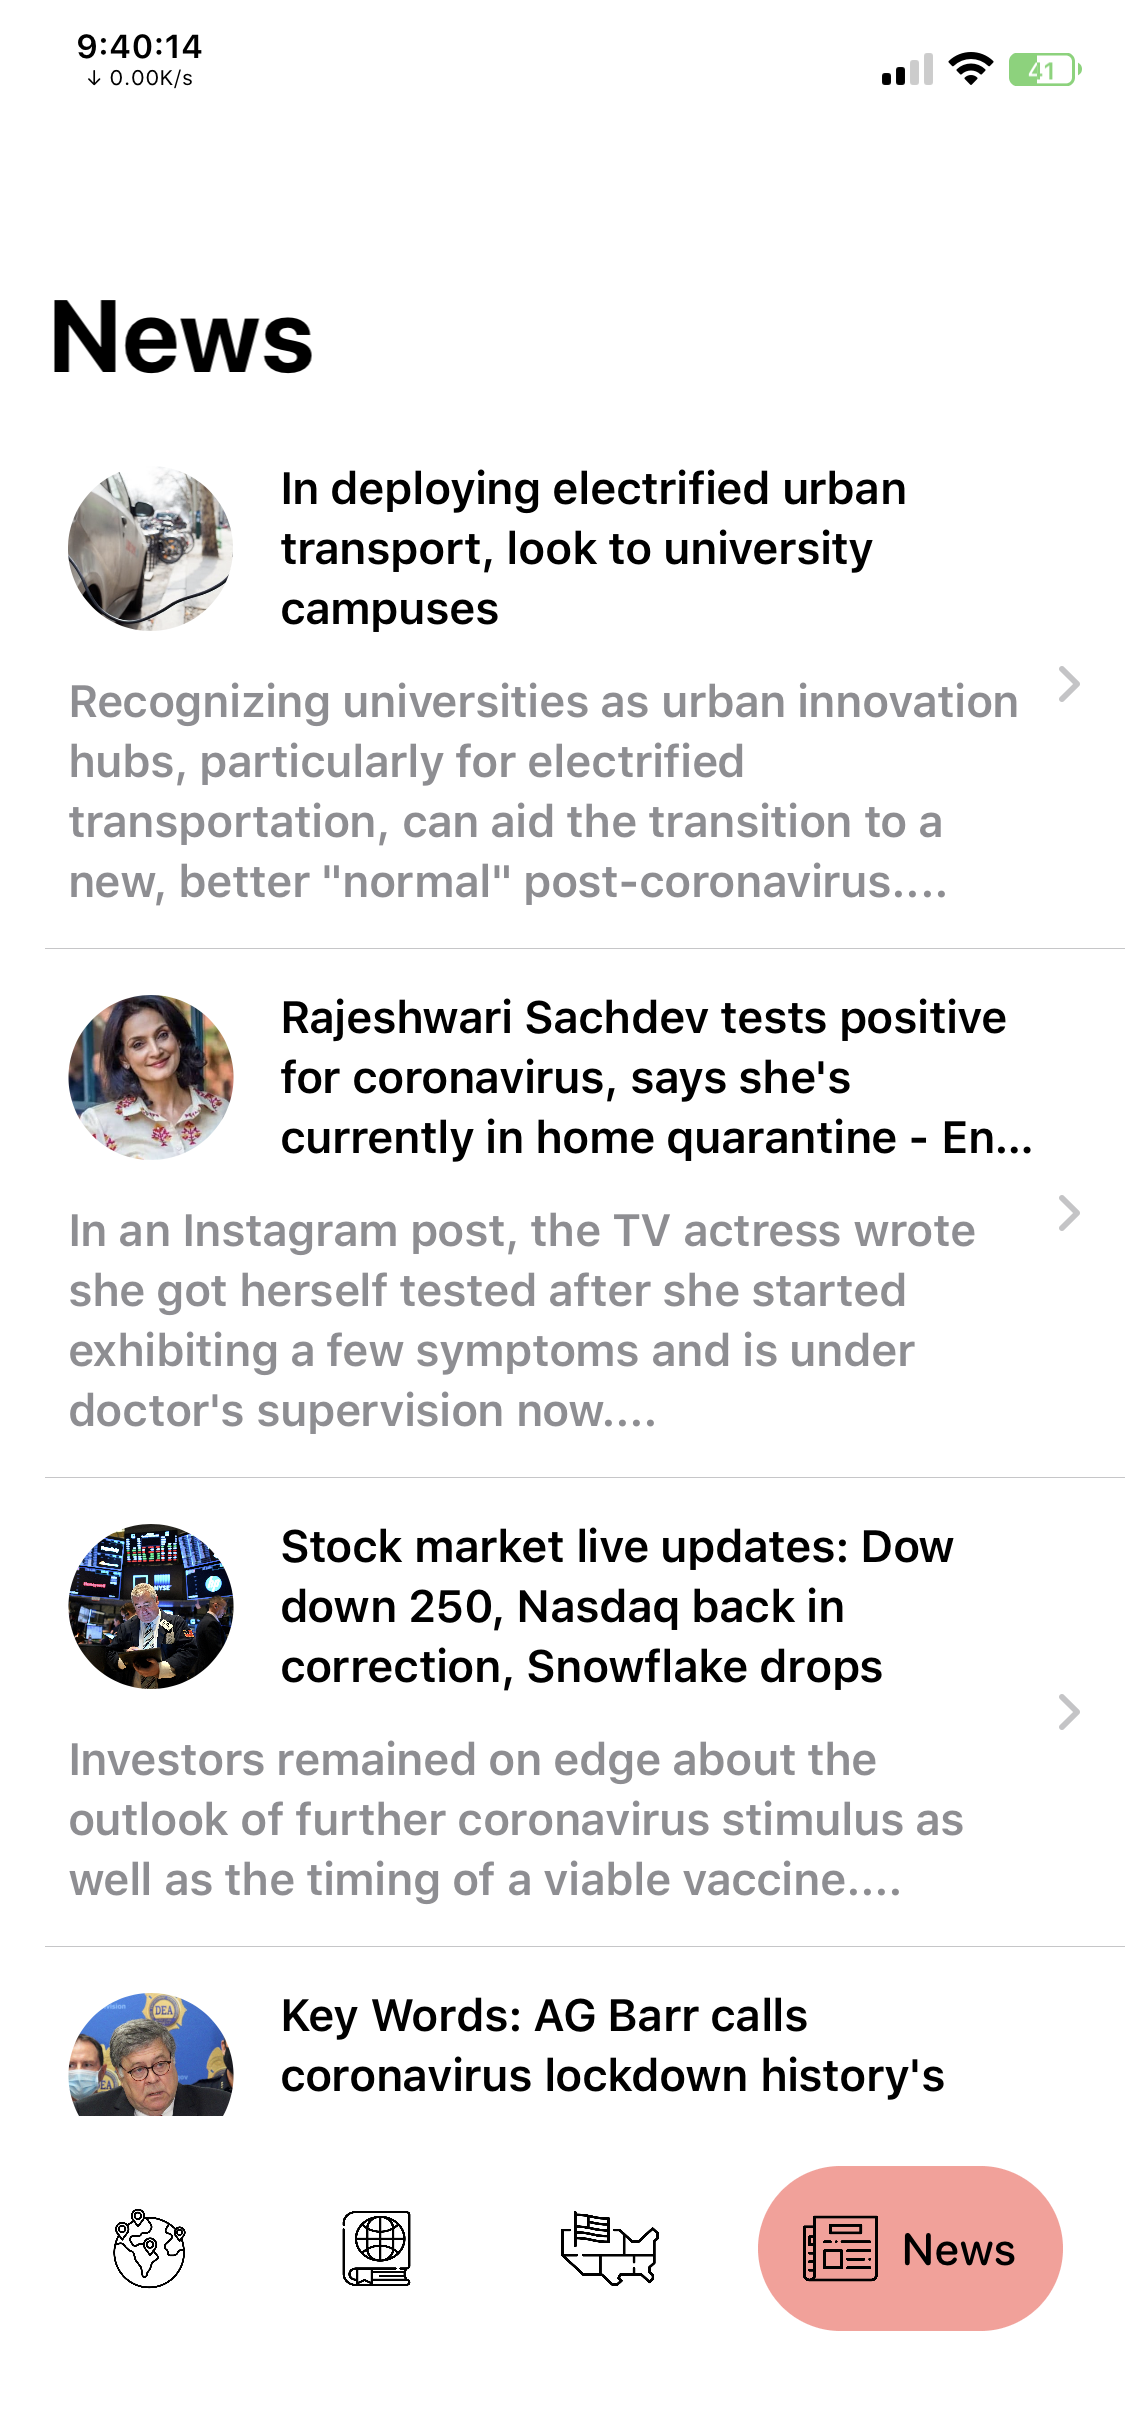 9:40:14
↓ 0.00K/s
41
News
In deploying electrified urban
transport, look to university
campuses
Recognizing universities as urban innovation
hubs, particularly for electrified
transportation, can aid the transition to a
new, better "normal" post-coronavirus....
Rajeshwari Sachdev tests positive
for coronavirus, says she's
currently in home quarantine - En...
In an Instagram post, the TV actress wrote
she got herself tested after she started
exhibiting a few symptoms and is under
doctor's supervision now....
NYSE
Stock market live updates: Dow
down 250, Nasdaq back in
correction, Snowflake drops
Investors remained on edge about the
outlook of further coronavirus stimulus as
well as the timing of a viable vaccine....
DEA
Key Words: AG Barr calls
coronavirus lockdown history's
News